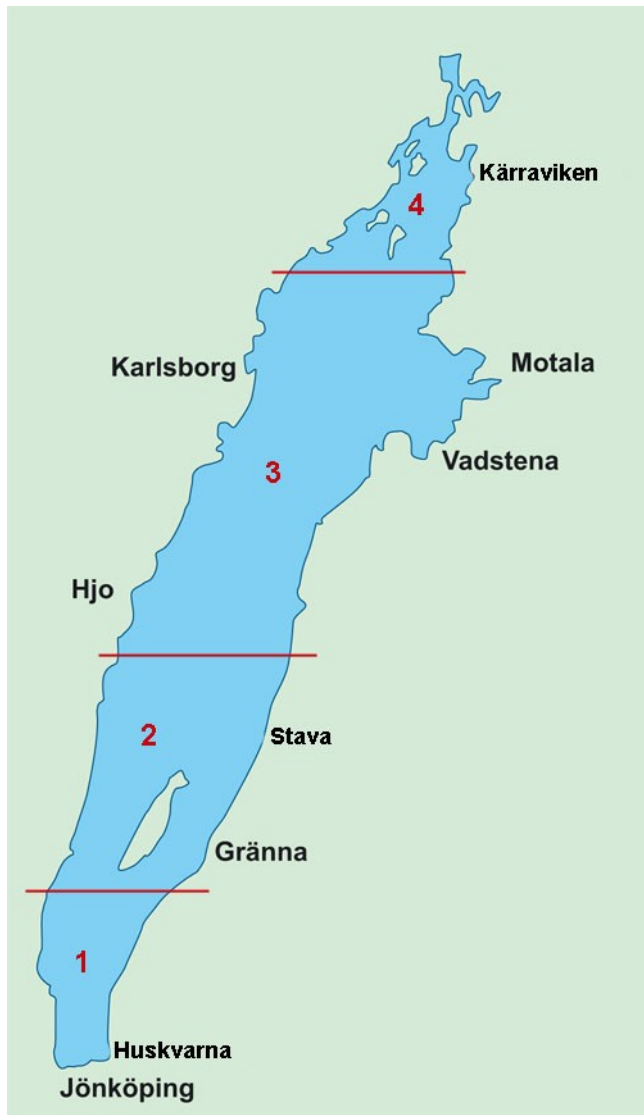 Kärraviken
4
Karlsborg
Motala
Vadstena
3
Hjo
2
Stava
Gränna
1
Huskvarna
Jönköping